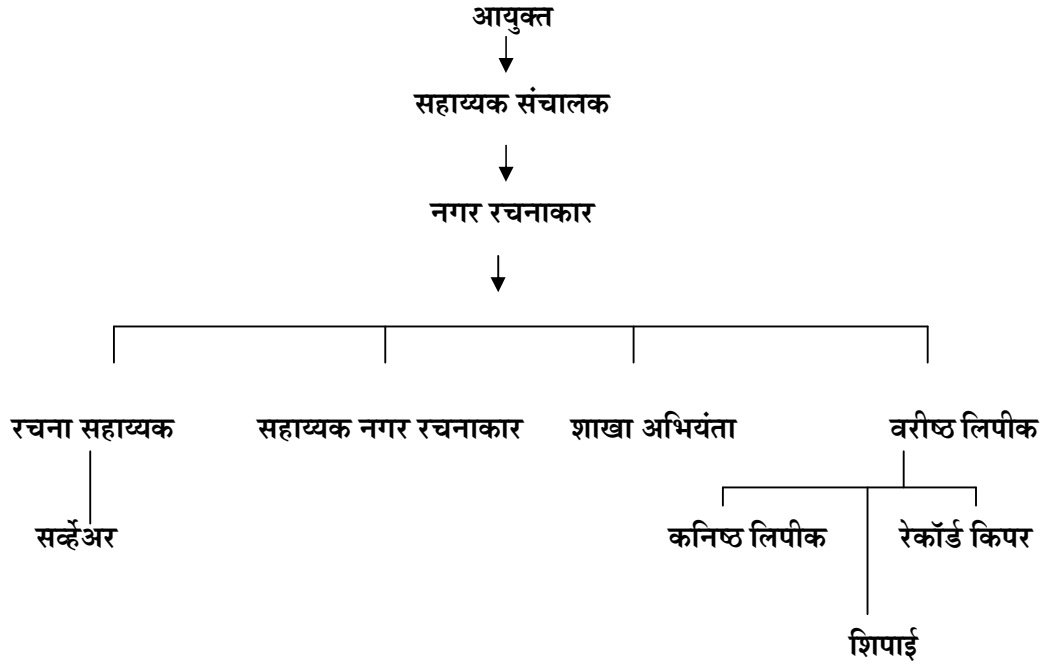 आयुक्त
सहाय्यक संचालक
नगर रचनाकार
रचना सहाय्यक सहाय्यक नगर रचनाकार शाखा अभियंता वरीष्ठ लिपीक
सर्व्हेअर कनिष्ठ लिपीक रेकॉर्ड किपर
शिपाई